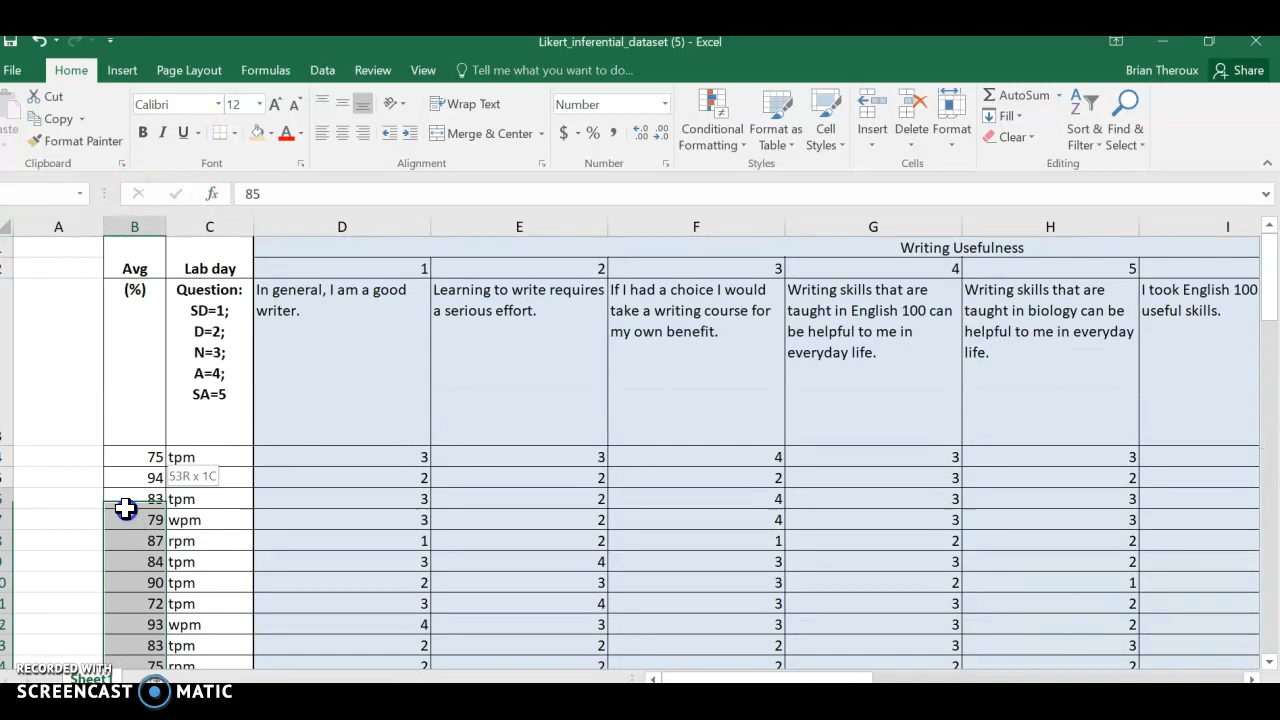 Likert_inferential_dataset (5) - Excel
File Home Insert Page Layout Formulas Data Review View Tell me what you want to do... Brian Theroux Share
Cut
Copy
Format Painter
Clipboard
Calibri 12 A A
B I U A
Font
Wrap Text
Merge & Center
Alignment
Number
$ % , .0 .00 .00 .0
Number
Conditional Formatting
Format as Table
Cell Styles
Styles
Insert Delete Format
Cells
AutoSum
Fill
Clear
Sort & Filter
Find & Select
Editing
fx 85
A B C D E F G H I
Writing Usefulness
2 Avg Lab day 1 2 3 4 5
(%)
Question:
SD=1;
D=2;
N=3;
A=4;
SA=5
In general, I am a good
writer.
Learning to write requires
a serious effort.
If I had a choice I would
take a writing course for
my own benefit.
Writing skills that are
taught in English 100 can
be helpful to me in
everyday life.
Writing skills that are
taught in biology can be
helpful to me in everyday
life.
I took English 100
useful skills.
75 tpm 3 3 4 3 3
94 53R x 1C 2 2 2 3 2
83 tpm 3 2 4 3 3
79 wpm 3 2 4 3 3
87 rpm 1 2 1 2 2
84 tpm 3 4 3 3 2
90 tpm 2 3 3 2 1
72 tpm 3 4 3 3 2
93 wpm 4 3 3 3 2
83 tpm 2 2 2 3 3
75 rpm 2 2 2 3 2
Sheet1
RECORDED WITH
SCREENCAST MATIC